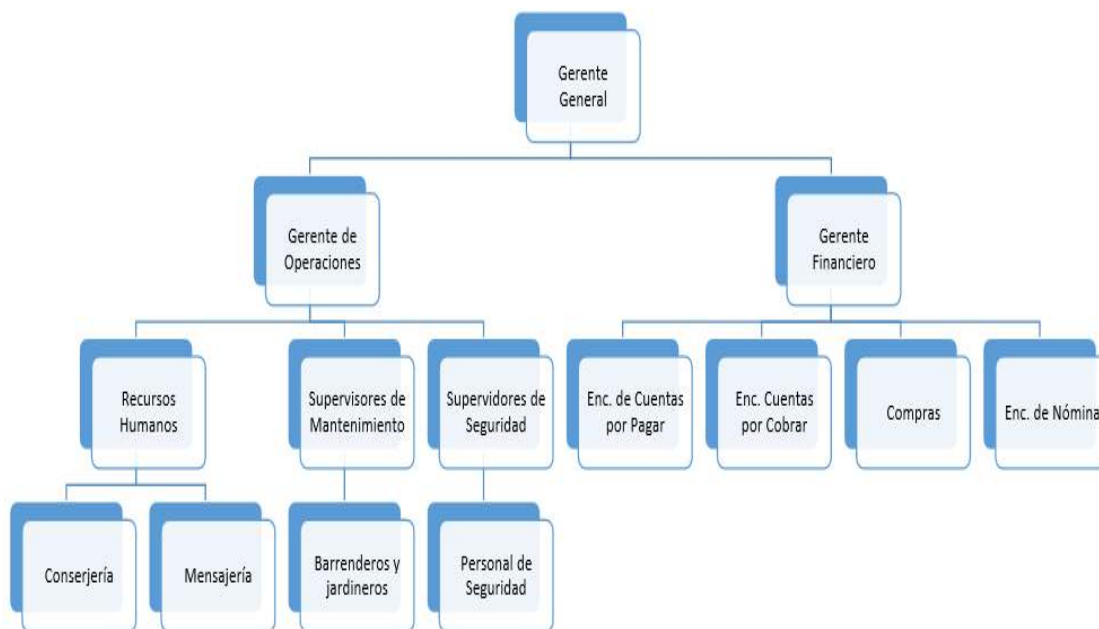 Gerente
General
Gerente de
Operaciones
Gerente
Financiero
Recursos
Humanos
Supervisores de
Mantenimiento
Supervidores de
Seguridad
Enc. de Cuentas
por Pagar
Enc. Cuentas
por Cobrar
Compras
Enc. de Nómina
Conserjería
Mensajería
Barrenderos y
jardineros
Personal de
Seguridad